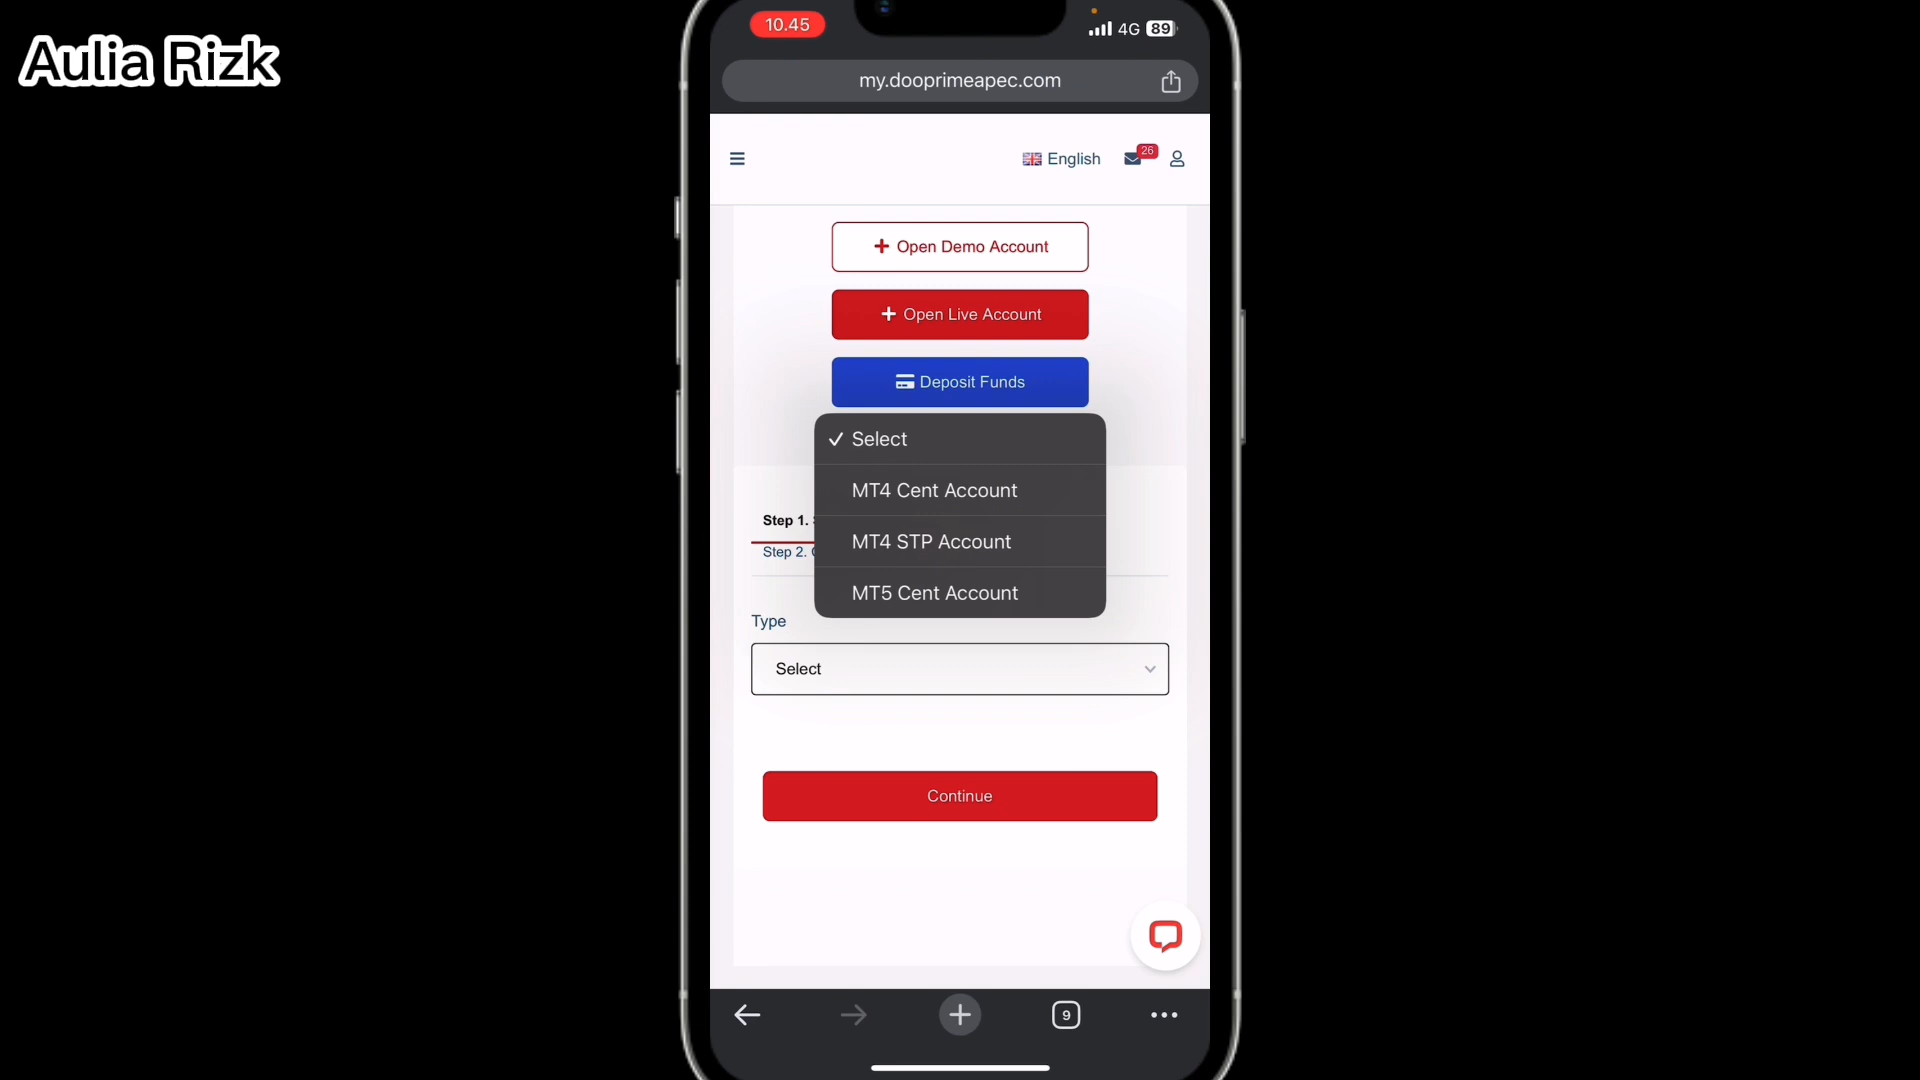 Aulia Rizk
10.45
4G 89
my.dooprimeapec.com
English
26
Open Demo Account
Open Live Account
Deposit Funds
Select
MT4 Cent Account
MT4 STP Account
MT5 Cent Account
Step 1.
Step 2.
Type
Select
Continue
9